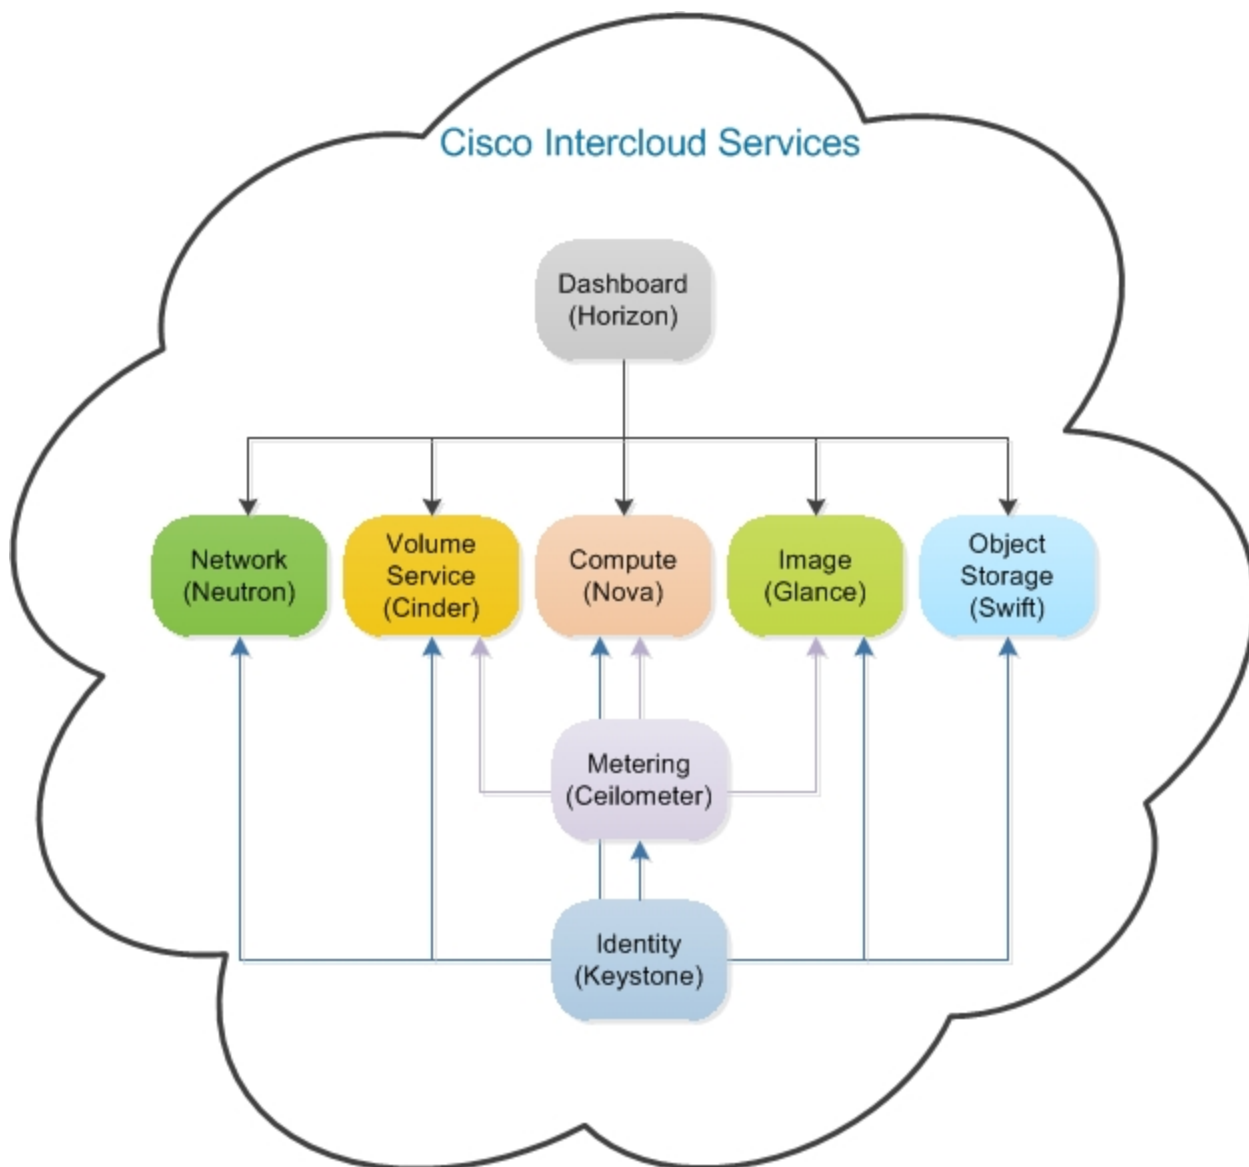 Cisco Intercloud Services
Dashboard
(Horizon)
Network
(Neutron)
Volume
Service
(Cinder)
Compute
(Nova)
Image
(Glance)
Object
Storage
(Swift)
Metering
(Ceilometer)
Identity
(Keystone)